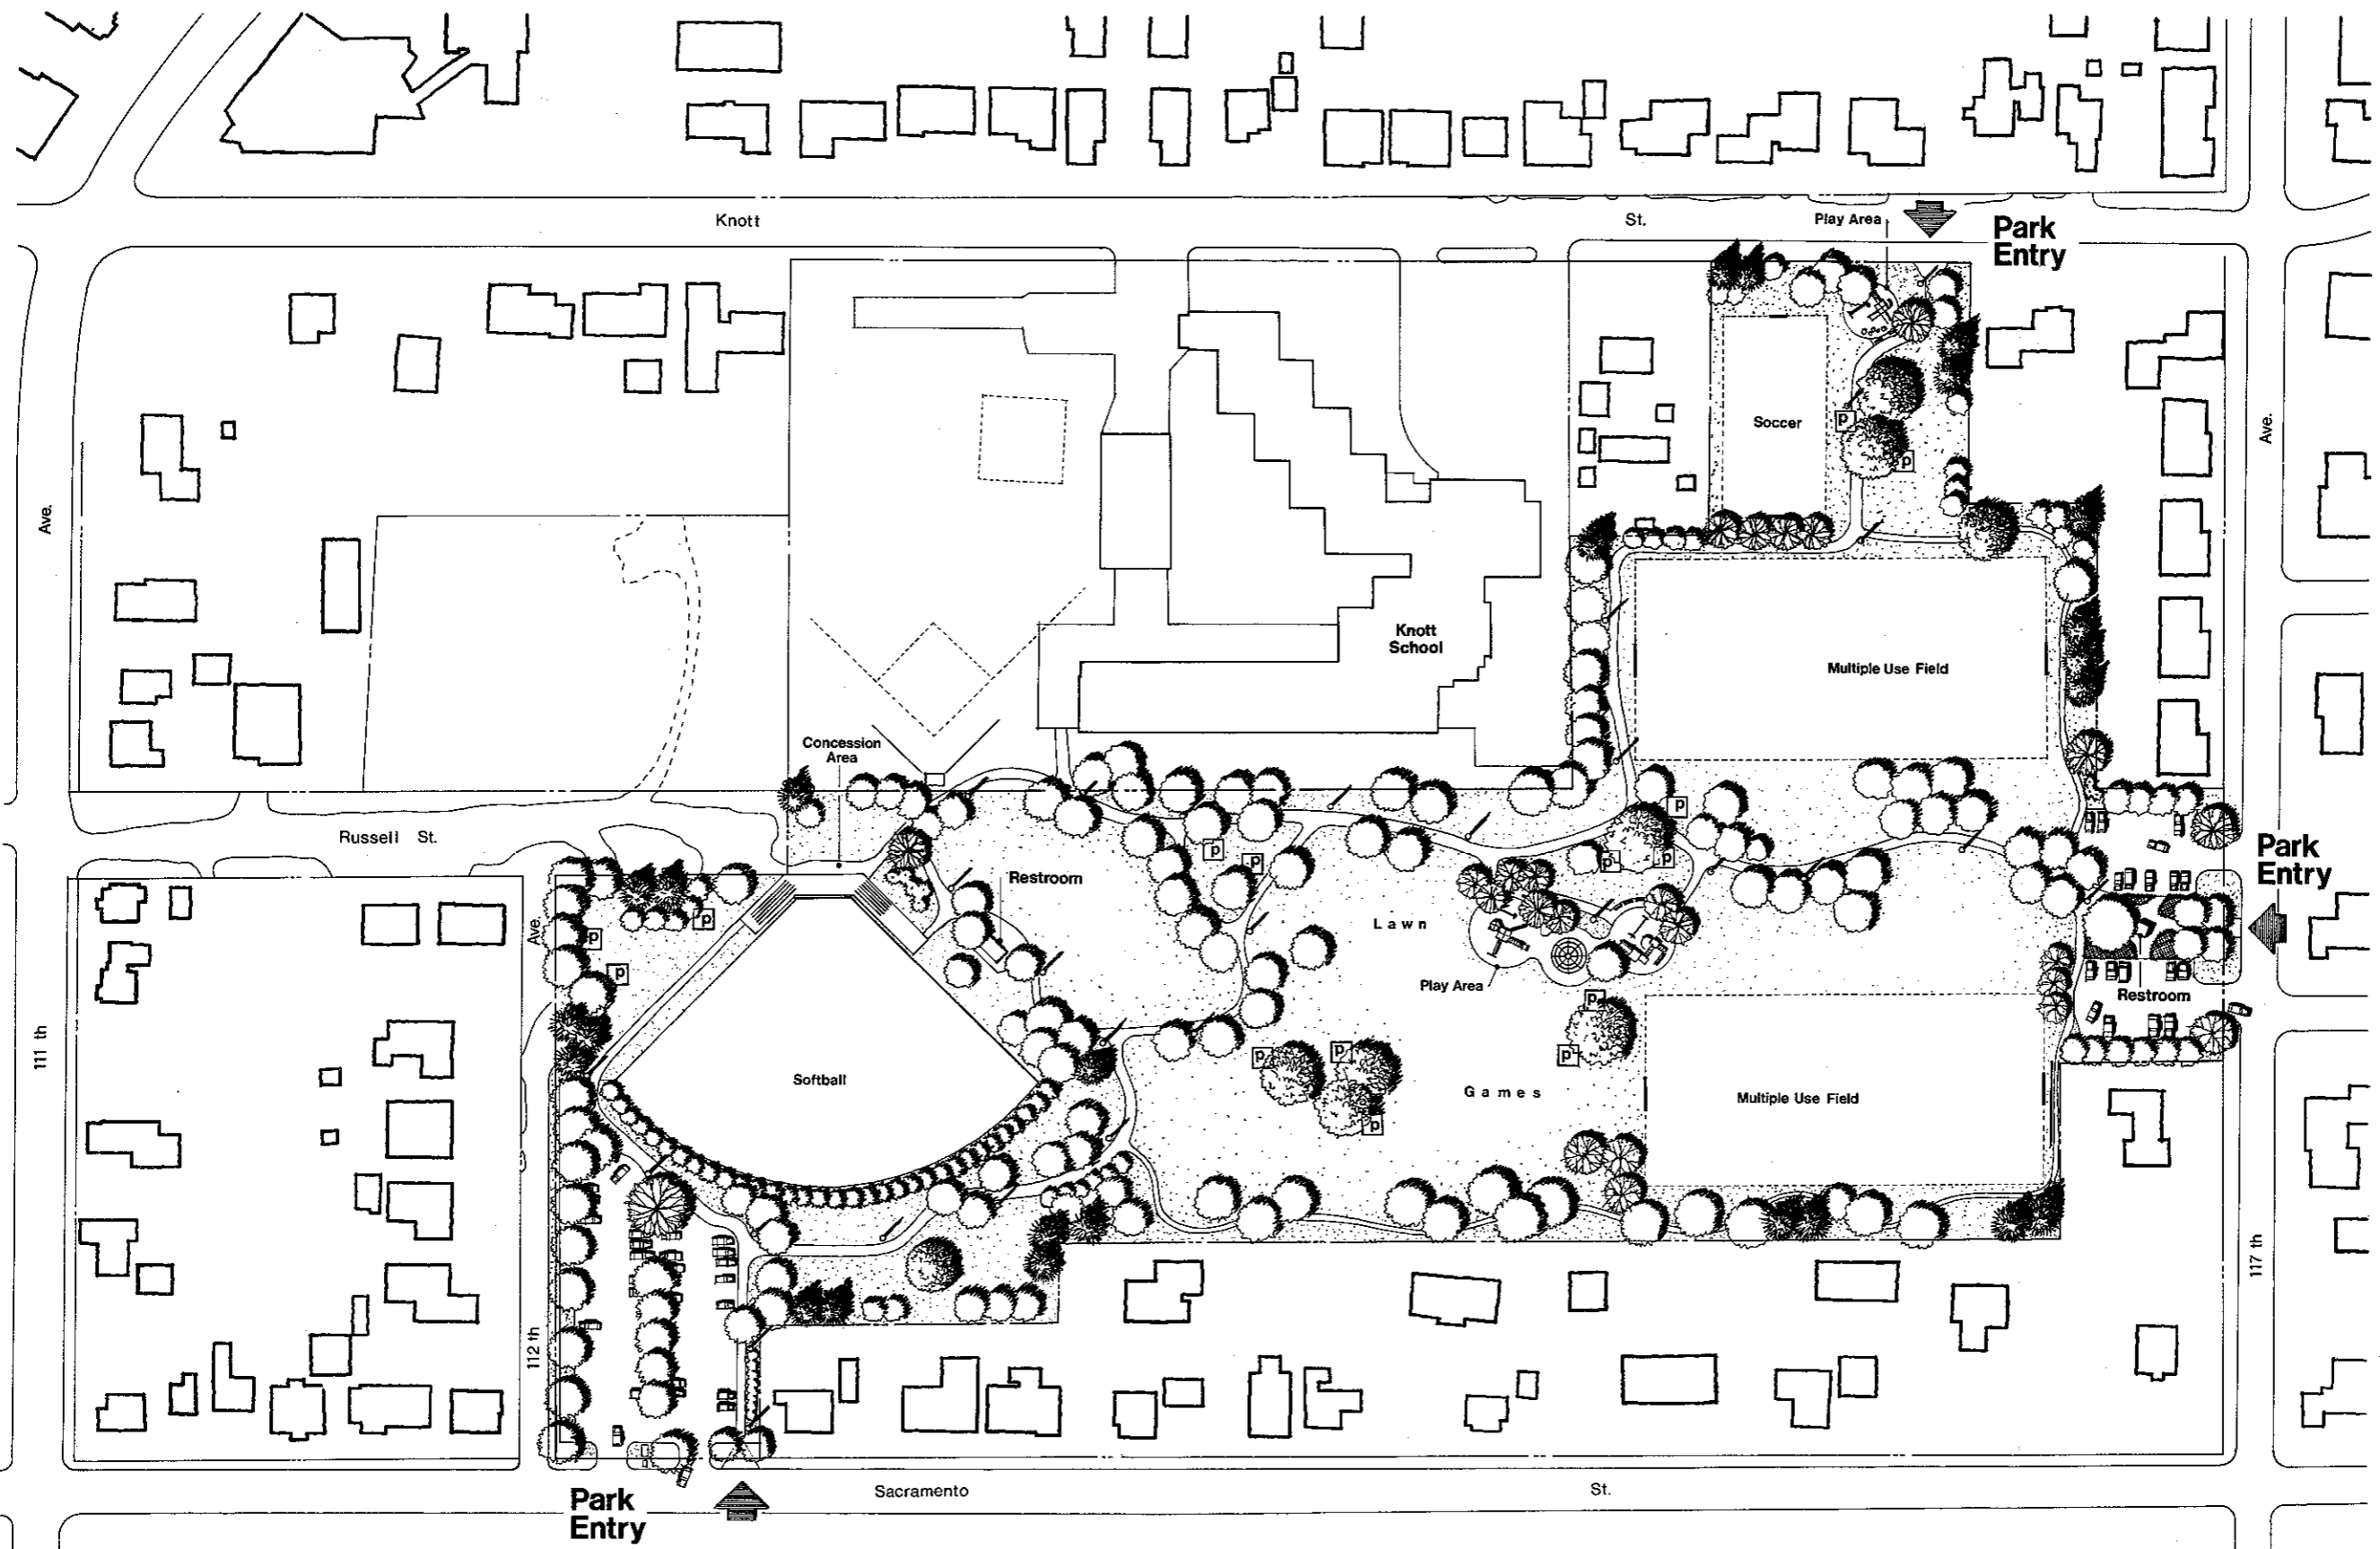 Knott
St.
Play Area
Park
Entry
Soccer
P
P
Ave.
Ave.
Knott
School
Multiple Use Field
Concession
Area
P
Russell St.
Park
Entry
P
P
P
P
Restroom
P
Ave.
P
Lawn
P
Play Area
P
Restroom
111 th
Softball
P
P
P
Games
Multiple Use Field
P
117 th
112 th
Sacramento
St.
Park
Entry